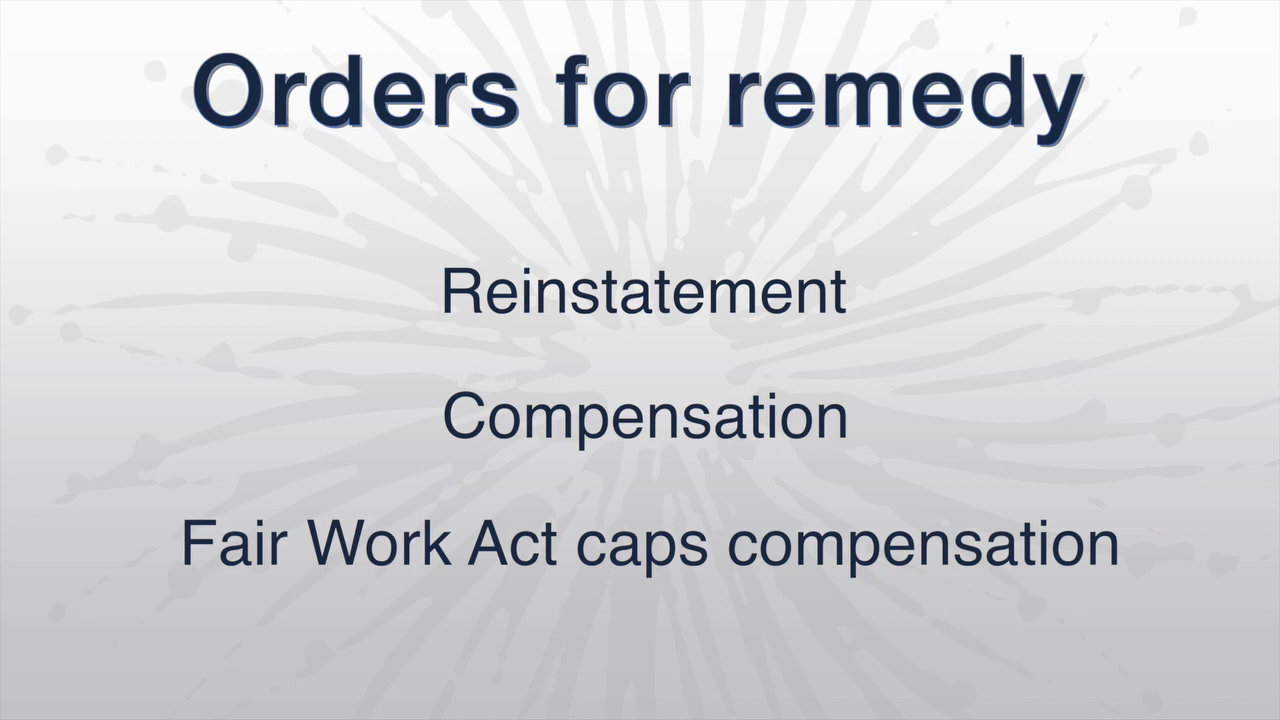 Orders for remedy
Reinstatement
Compensation
Fair Work Act caps compensation